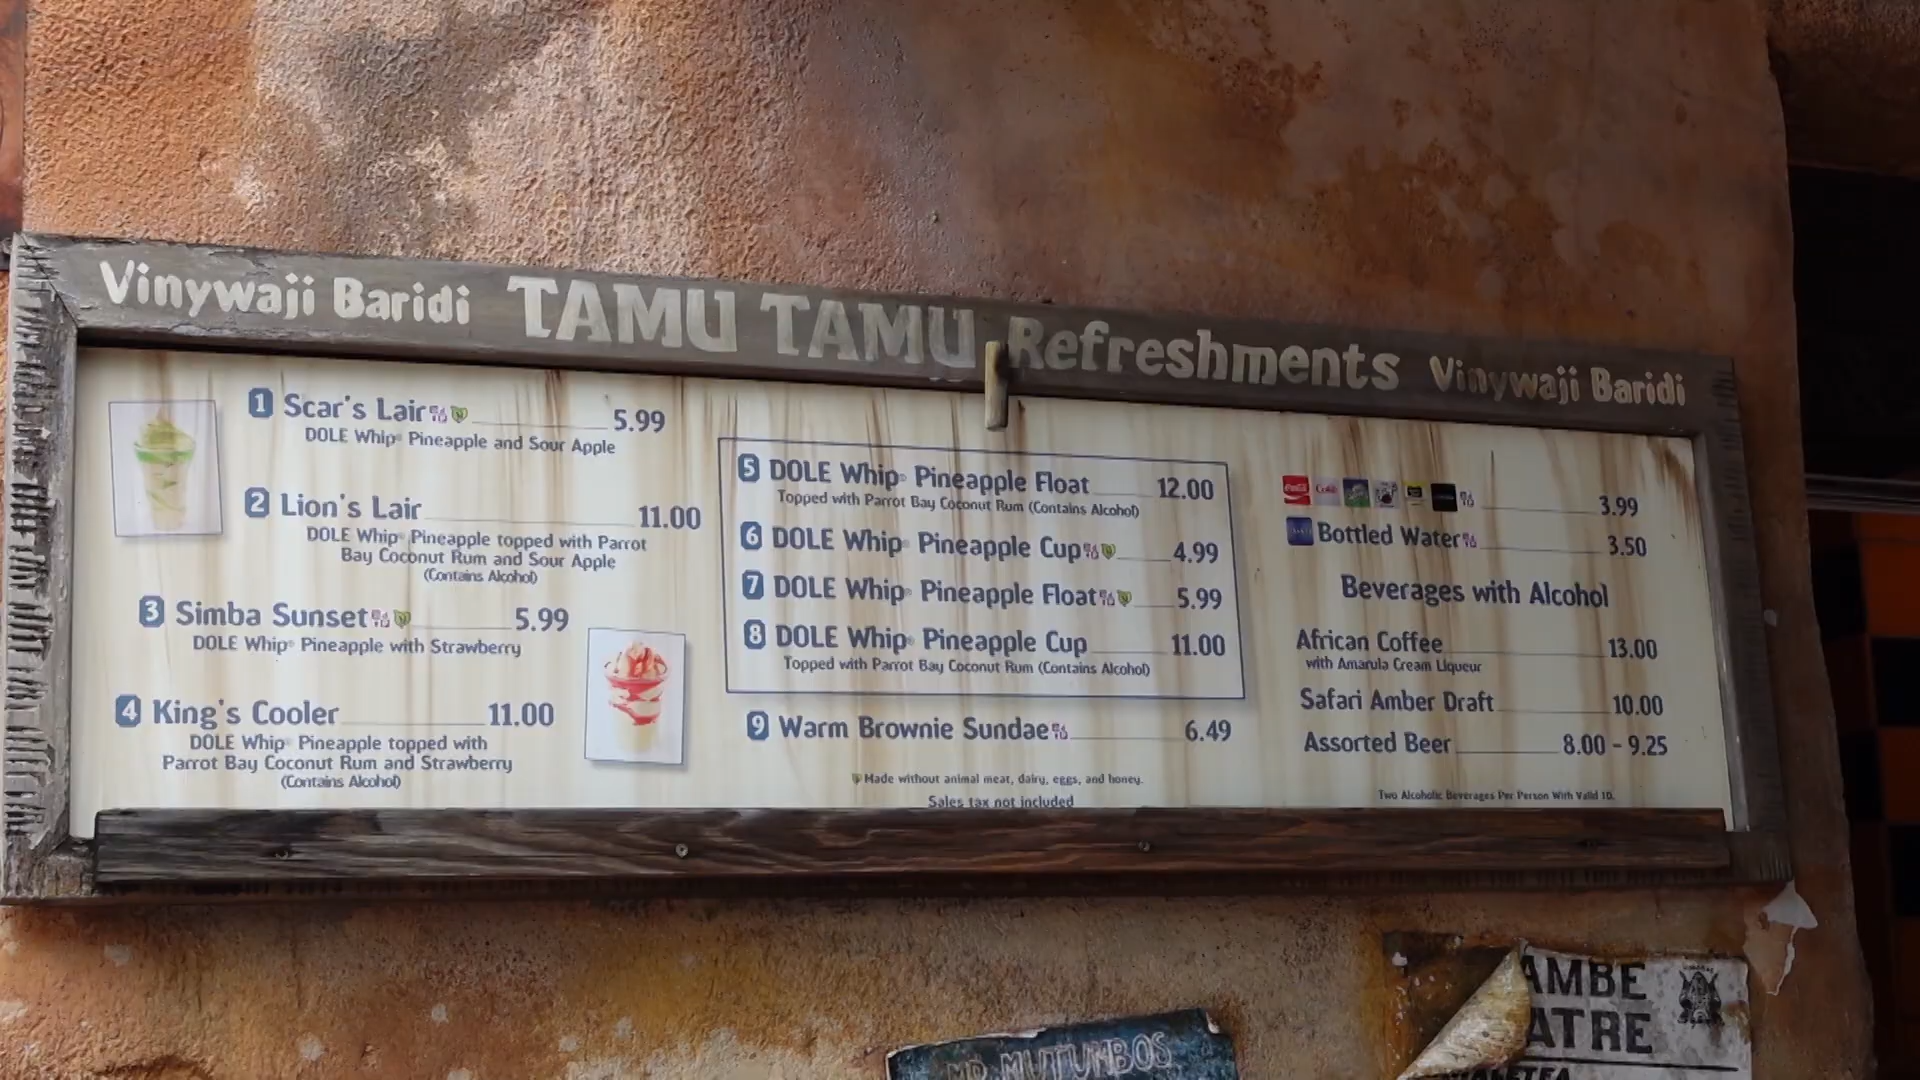 Vinywaji Baridi TAMU TAMU Refreshments Vinywaji Baridi
1 Scar's Lair 5.99
DOLE Whip® Pineapple and Sour Apple
2 Lion's Lair 11.00
DOLE Whip® Pineapple topped with Parrot
Bay Coconut Rum and Sour Apple
(Contains Alcohol)
3 Simba Sunset 5.99
DOLE Whip® Pineapple with Strawberry
4 King's Cooler 11.00
DOLE Whip® Pineapple topped with
Parrot Bay Coconut Rum and Strawberry
(Contains Alcohol)
5 DOLE Whip® Pineapple Float 12.00
Topped with Parrot Bay Coconut Rum (Contains Alcohol)
6 DOLE Whip® Pineapple Cup 4.99
7 DOLE Whip® Pineapple Float 5.99
8 DOLE Whip® Pineapple Cup 11.00
Topped with Parrot Bay Coconut Rum (Contains Alcohol)
9 Warm Brownie Sundae 6.49
Made without animal meat, dairy, eggs, and honey.
Sales tax not included
Coca-Cola Coke 3.99
Bottled Water 3.50
Beverages with Alcohol
African Coffee 13.00
with Amarula Cream Liqueur
Safari Amber Draft 10.00
Assorted Beer 8.00 - 9.25
Two Alcoholic Beverages Per Person With Valid ID.
AMBE
ATRE
MR. MUTUMBOS